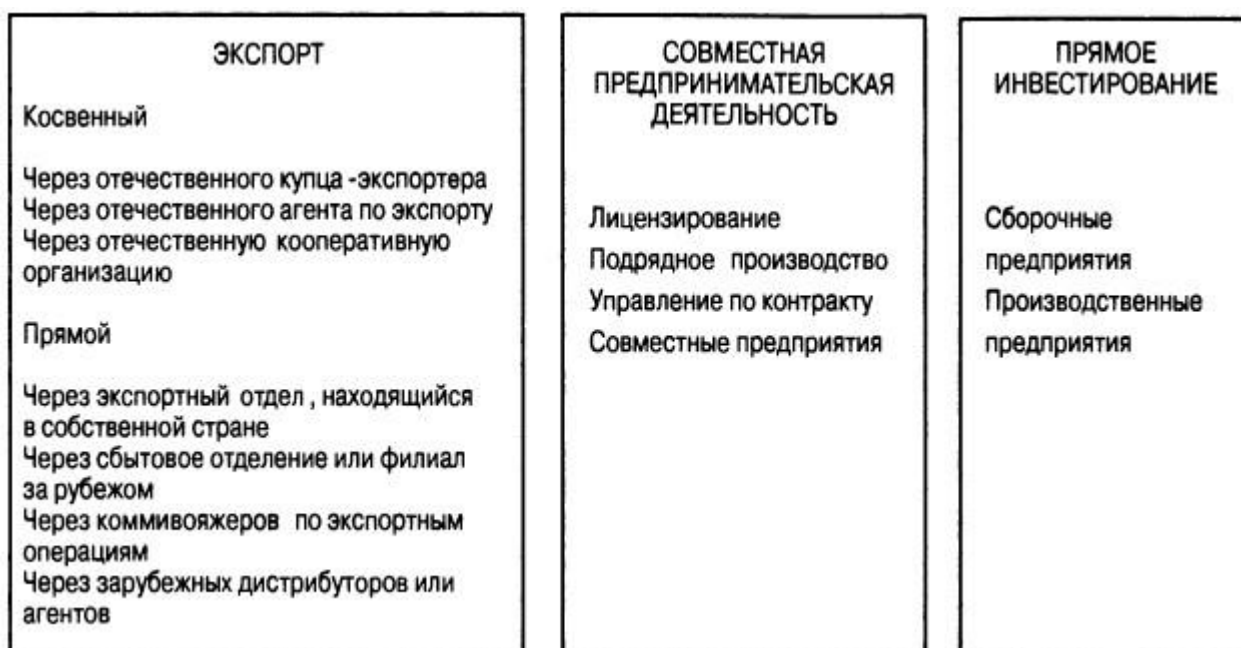 ЭКСПОРТ
Косвенный
Через отечественного купца -экспортера
Через отечественного агента по экспорту
Через отечественную кооперативную
организацию
Прямой
Через экспортный отдел , находящийся
в собственной стране
Через сбытовое отделение или филиал
за рубежом
Через коммивояжеров по экспортным
операциям
Через зарубежных дистрибуторов или
агентов
СОВМЕСТНАЯ
ПРЕДПРИНИМАТЕЛЬСКАЯ
ДЕЯТЕЛЬНОСТЬ
Лицензирование
Подрядное производство
Управление по контракту
Совместные предприятия
ПРЯМОЕ
ИНВЕСТИРОВАНИЕ
Сборочные
предприятия
Производственные
предприятия